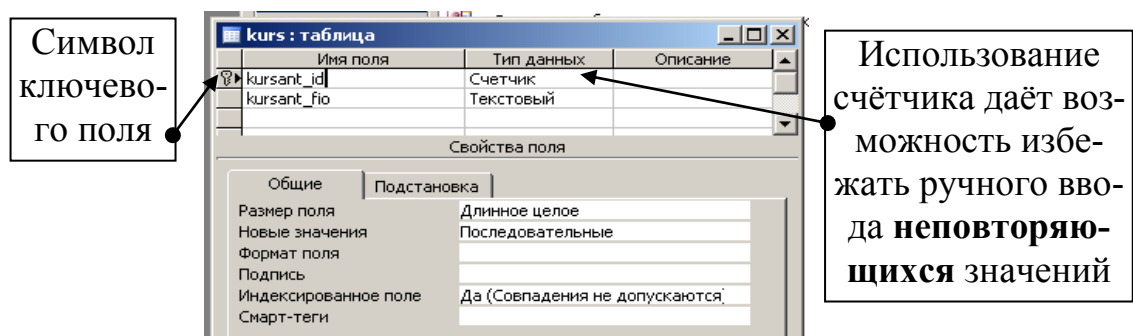 Символ
ключево-
го поля
kurs : таблица
Имя поля Тип данных Описание
kursant_id Счетчик
kursant_fio Текстовый
Свойства поля
Общие Подстановка
Размер поля Длинное целое
Новые значения Последовательные
Формат поля
Подпись
Индексированное поле Да (Совпадения не допускаются)
Смарт-теги
Использование
счётчика даёт воз-
можность избе-
жать ручного вво-
да неповторяю-
щихся значений